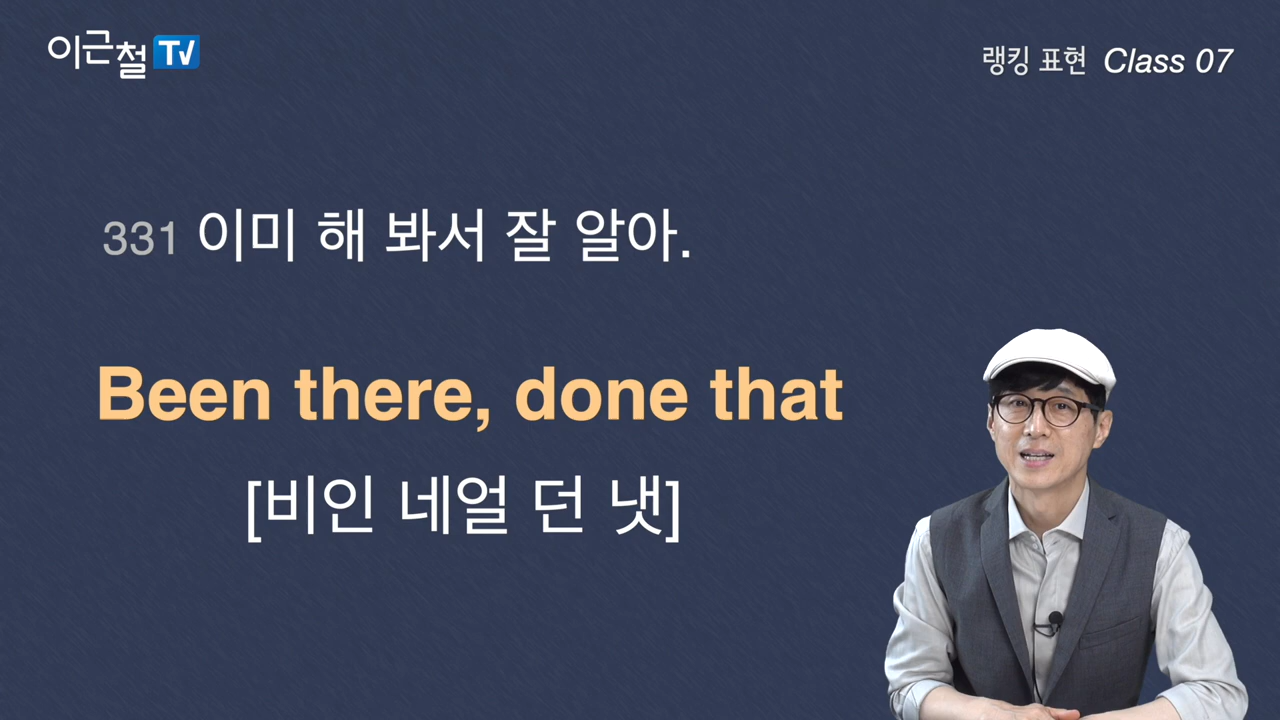 이근철 TV
랭킹 표현 Class 07
331 이미 해 봐서 잘 알아.
Been there, done that
[비인 네얼 던 냇]